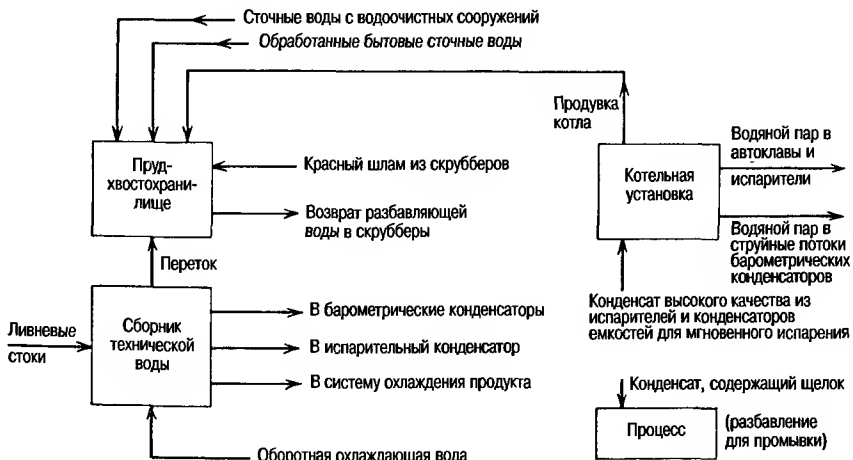 Сточные воды с водоочистных сооружений
Обработанные бытовые сточные воды
Продувка
котла
Водяной пар в
автоклавы и
испарители
Пруд-
хвостохрани-
лище
Красный шлам из скрубберов
Возврат разбавляющей
воды в скрубберы
Котельная
установка
Водяной пар в
струйные потоки
барометрических
конденсаторов
Переток
Конденсат высокого качества из
испарителей и конденсаторов
емкостей для мгновенного испарения
Ливневые
стоки
Сборник
технической
воды
В барометрические конденсаторы
В испарительный конденсатор
В систему охлаждения продукта
Конденсат, содержащий щелок
Процесс
(разбавление
для промывки)
Оборотная охлаждающая вода